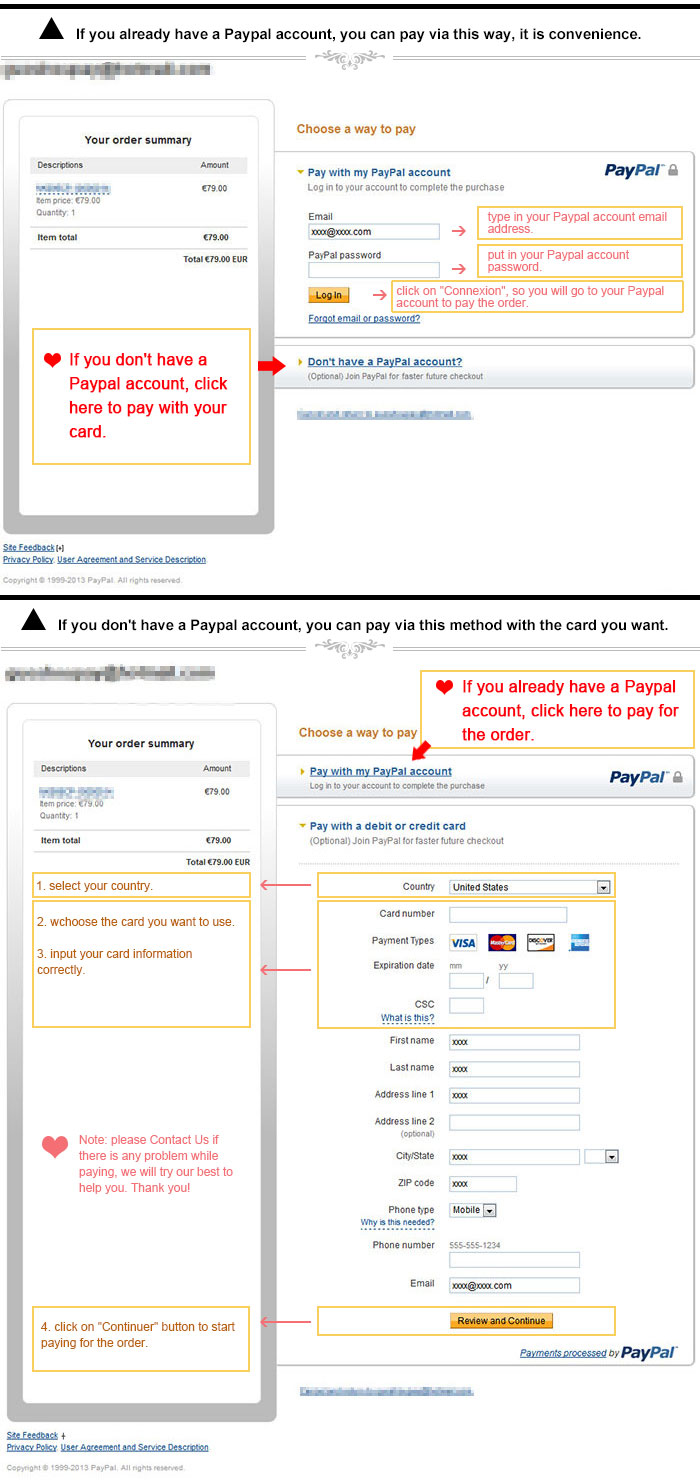 If you already have a Paypal account, you can pay via this way, it is convenience.
Your order summary
Descriptions Amount
€79.00
Item price: €79.00
Quantity: 1
Item total €79.00
Total €79.00 EUR
If you don't have a
Paypal account, click
here to pay with your
card.
Choose a way to pay
Pay with my PayPal account
PayPal
Log in to your account to complete the purchase
Email
xxxx@xxxx.com
type in your Paypal account email
address.
PayPal password
put in your Paypal account
password.
Log In
click on "Connexion", so you will go to your Paypal
account to pay the order.
Forgot email or password?
Don't have a PayPal account?
(Optional) Join PayPal for faster future checkout
Site Feedback [+]
Privacy Policy. User Agreement and Service Description
Copyright © 1999-2013 PayPal. All rights reserved.
If you don't have a Paypal account, you can pay via this method with the card you want.
If you already have a Paypal
account, click here to pay for
the order.
Your order summary
Descriptions Amount
€79.00
Item price: €79.00
Quantity: 1
Item total €79.00
Total €79.00 EUR
1. select your country.
2. wchoose the card you want to use.
3. input your card information
correctly.
Note: please Contact Us if
there is any problem while
paying, we will try our best to
help you. Thank you!
4. click on "Continuer" button to start
paying for the order.
Choose a way to pay
Pay with my PayPal account
PayPal
Log in to your account to complete the purchase
Pay with a debit or credit card
(Optional) Join PayPal for faster future checkout
Country United States
Card number
Payment Types VISA MasterCard DISCOVER
Expiration date mm yy
/
CSC
What is this?
First name xxxx
Last name xxxx
Address line 1 xxxx
Address line 2
(optional)
City/State xxxx
ZIP code xxxx
Phone type Mobile
Why is this needed?
Phone number 555-555-1234
Email xxxx@xxxx.com
Review and Continue
Payments processed by PayPal
Site Feedback +
Privacy Policy. User Agreement and Service Description
Copyright © 1999-2013 PayPal. All rights reserved.